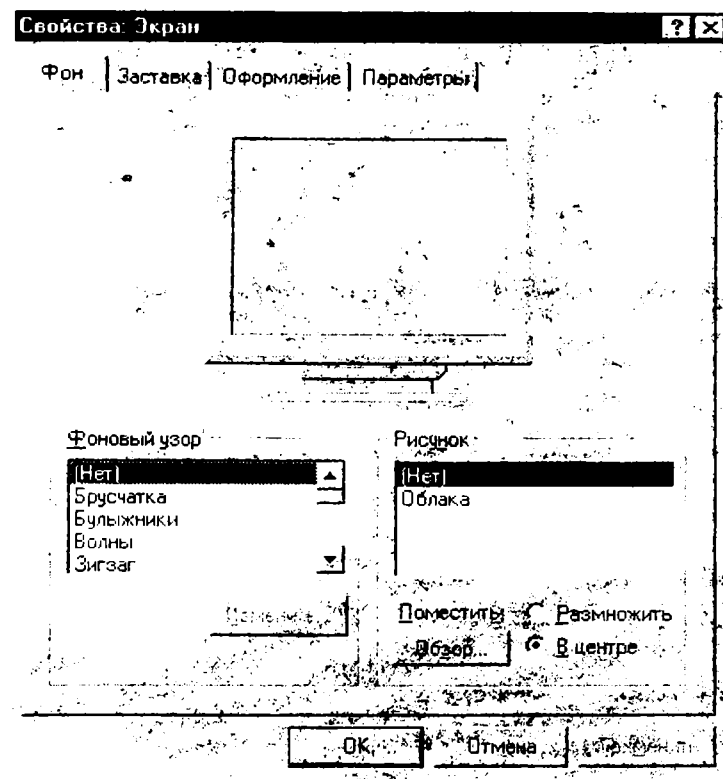 Свойства: Экран
Фон Заставка Оформление Параметры
Фоновый узор
(Нет)
Брусчатка
Булыжники
Волны
Зигзаг
Рисунок
(Нет)
Облака
Поместить:
Размножить
Обзор...
В центре
OK
Отмена